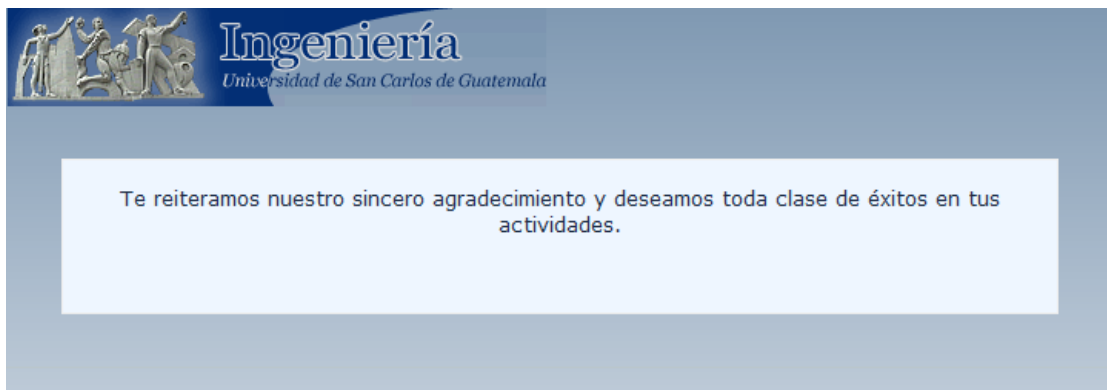 Ingeniería
Universidad de San Carlos de Guatemala
Te reiteramos nuestro sincero agradecimiento y deseamos toda clase de éxitos en tus
actividades.